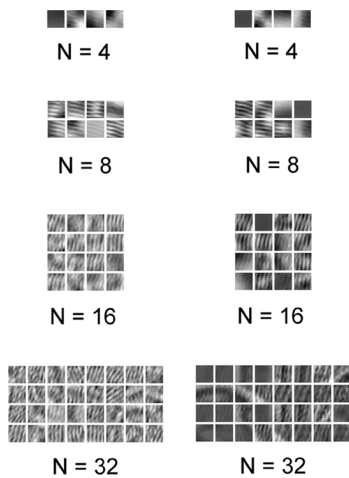 N = 4 N = 4
N = 8 N = 8
N = 16 N = 16
N = 32 N = 32